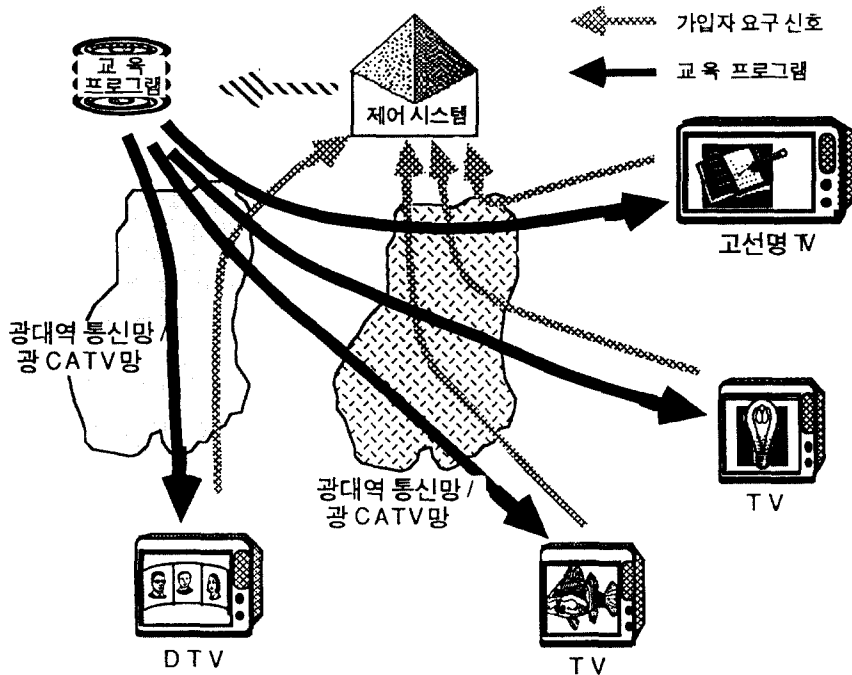 교 육
프로그램
제어 시스템
가입자 요구 신호
교 육 프로그램
고선명 TV
광대역 통신망 /
광 CATV망
TV
광대역 통신망 /
광 CATV망
DTV
TV